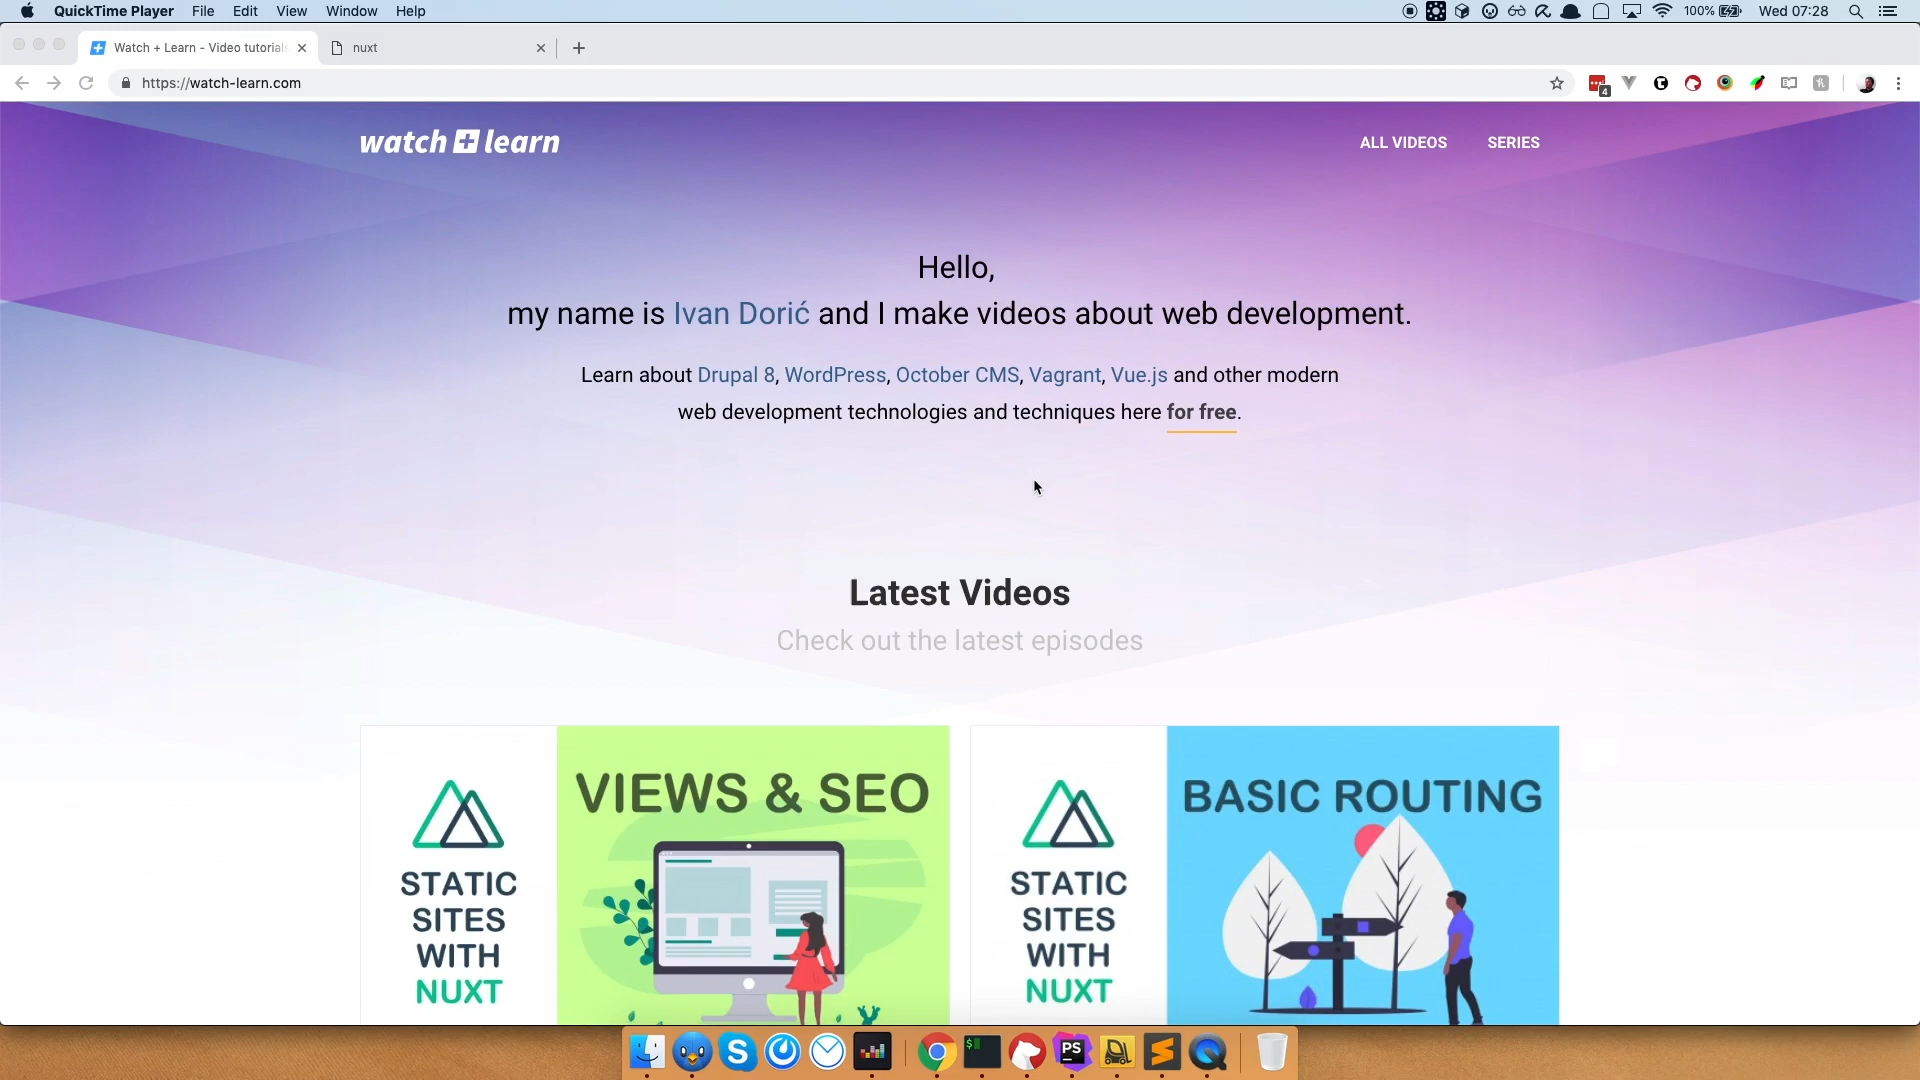 QuickTime Player File Edit View Window Help
100% Wed 07:28
Watch + Learn - Video tutorials
nuxt
https://watch-learn.com
4
watch + learn
ALL VIDEOS SERIES
Hello,
my name is Ivan Dorić and I make videos about web development.
Learn about Drupal 8, WordPress, October CMS, Vagrant, Vue.js and other modern
web development technologies and techniques here for free.
Latest Videos
Check out the latest episodes
VIEWS & SEO
STATIC
SITES
WITH
NUXT
BASIC ROUTING
STATIC
SITES
WITH
NUXT
S
$
PS